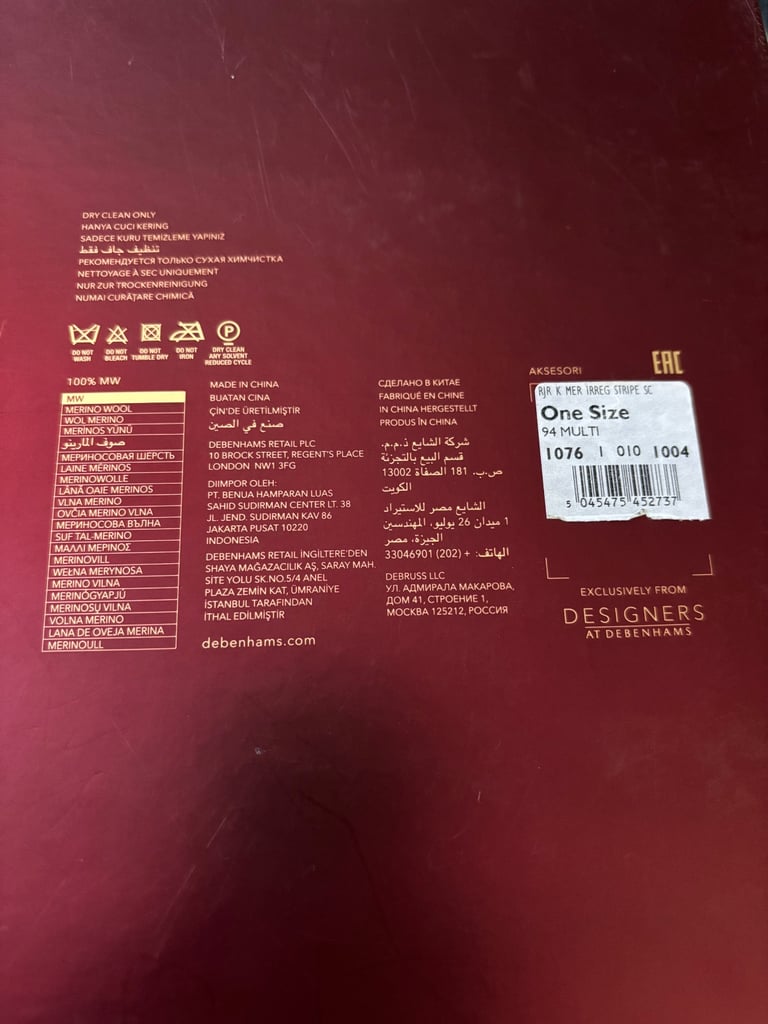 DRY CLEAN ONLY
HANYA CUCI KERING
SADECE KURU TEMİZLEME YAPINIZ
تنظيف جاف فقط
РЕКОМЕНДУЕТСЯ ТОЛЬКО СУХАЯ ХИМЧИСТКА
NETTOYAGE À SEC UNIQUEMENT
NUR ZUR TROCKENREINIGUNG
NUMAI CURĂȚARE CHIMICĂ
DO NOT WASH
DO NOT BLEACH
DO NOT TUMBLE DRY
DO NOT IRON
P
DRY CLEAN ANY SOLVENT REDUCED CYCLE
100% MW
MW
MERINO WOOL
WOL MERINO
MERİNOS YÜNÜ
صوف المارينو
МЕРИНОСОВАЯ ШЕРСТЬ
LAINE MÉRINOS
MERINOWOLLE
LÂNĂ OAIE MERINOS
VLNA MERINO
OVČIA MERINO VLNA
МЕРИНОСОВА ВЪЛНА
SUF TAL-MERINO
ΜΑΛΛΙ ΜΕΡΙΝΟΣ
MERINOVILL
WEŁNA MERYNOSA
MERINO VILNA
MERINÓGYAPJÚ
MERINOSŲ VILNA
VOLNA MERINO
LANA DE OVEJA MERINA
MERINOULL
MADE IN CHINA
BUATAN CINA
ÇİN'DE ÜRETİLMİŞTİR
صنع في الصين
DEBENHAMS RETAIL PLC
10 BROCK STREET, REGENT'S PLACE
LONDON NW1 3FG
DIIMPOR OLEH:
PT. BENUA HAMPARAN LUAS
SAHID SUDIRMAN CENTER LT. 38
JL. JEND. SUDIRMAN KAV 86
JAKARTA PUSAT 10220
INDONESIA
DEBENHAMS RETAIL İNGİLTERE'DEN
SHAYA MAĞAZACILIK AŞ, SARAY MAH.
SİTE YOLU SK.NO.5/4 ANEL
PLAZA ZEMİN KAT, ÜMRANİYE
İSTANBUL TARAFINDAN
İTHAL EDİLMİŞTİR
debenhams.com
СДЕЛАНО В КИТАЕ
FABRIQUÉ EN CHINE
IN CHINA HERGESTELLT
PRODUS ÎN CHINA
شركة الشايع ذ.م.م.
قسم البيع بالتجزئة
ص.ب. 181 الصفاة 13002
الكويت
الشايع مصر للاستيراد
1 ميدان 26 يوليو، المهندسين
الجيزة، مصر
الهاتف: + (202) 33046901
DEBRUSS LLC
УЛ. АДМИРАЛА МАКАРОВА,
ДОМ 41, СТРОЕНИЕ 1,
МОСКВА 125212, РОССИЯ
AKSESORI
EAC
RJR K MER IRREG STRIPE SC
One Size
94 MULTI
1076 1 010 1004
5 045475 452737
EXCLUSIVELY FROM
DESIGNERS
AT DEBENHAMS